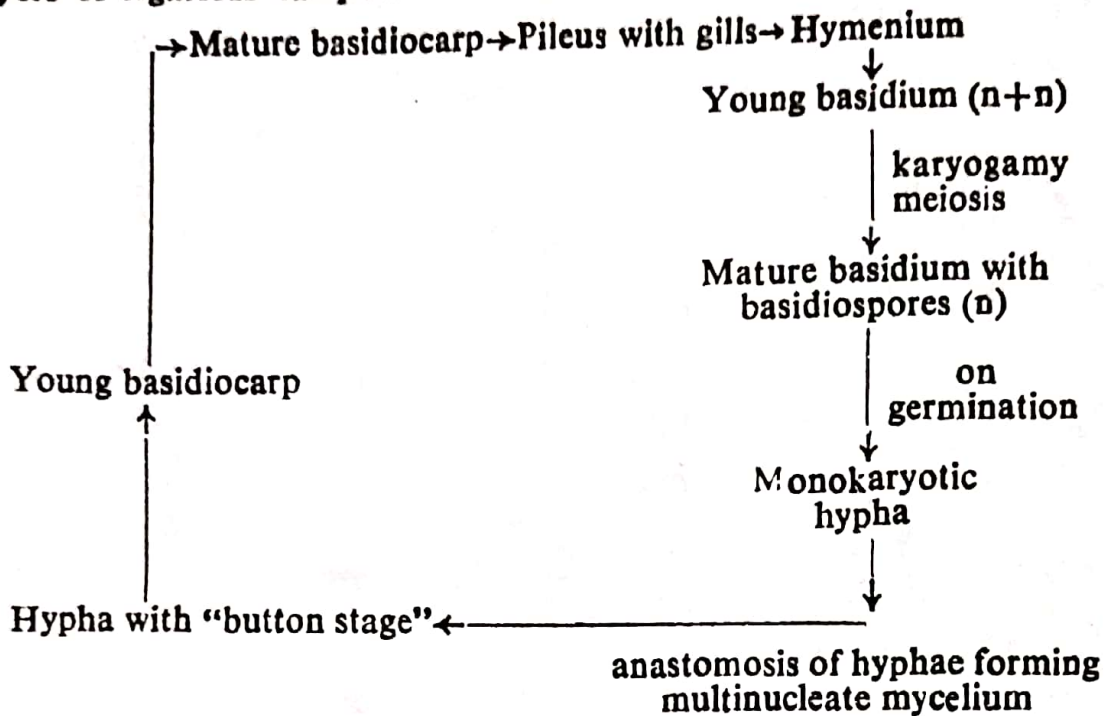 →Mature basidiocarp→Pileus with gills→Hymenium
Young basidium (n+n)
karyogamy
meiosis
Mature basidium with
basidiospores (n)
on
germination
Monokaryotic
hypha
Young basidiocarp
Hypha with “button stage”←
anastomosis of hyphae forming
multinucleate mycelium